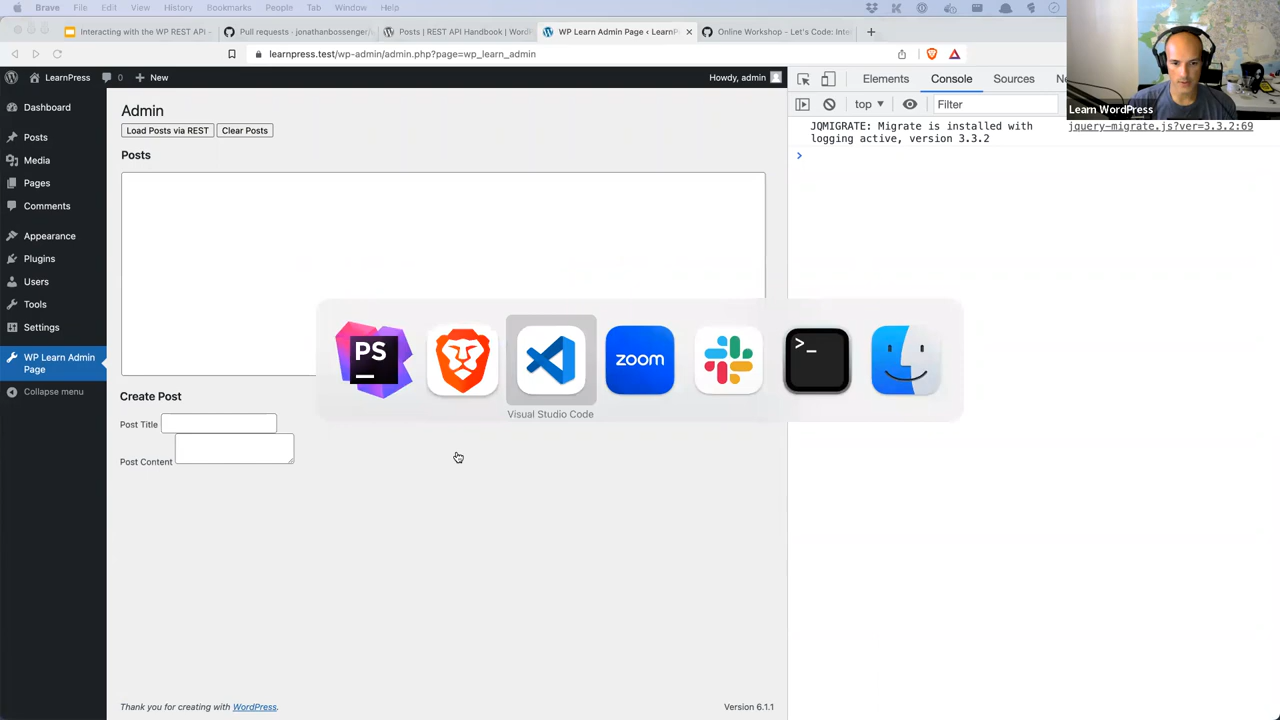 Brave File Edit View History Bookmarks People Tab Window Help
Interacting with the WP REST API -
Pull requests · jonathanbossenger/
Posts | REST API Handbook | Word
WP Learn Admin Page ‹ LearnPr
Online Workshop - Let's Code: Inte
learnpress.test/wp-admin/admin.php?page=wp_learn_admin
LearnPress 0 New
Howdy, admin
Elements Console Sources
top Filter
Learn WordPress
Dashboard
Posts
Media
Pages
Comments
Appearance
Plugins
Users
Tools
Settings
WP Learn Admin
Page
Collapse menu
Admin
Load Posts via REST Clear Posts
Posts
Create Post
Post Title
Post Content
JQMIGRATE: Migrate is installed with
logging active, version 3.3.2
jquery-migrate.js?ver=3.3.2:69
PS
zoom
>_
Visual Studio Code
Thank you for creating with WordPress.
Version 6.1.1